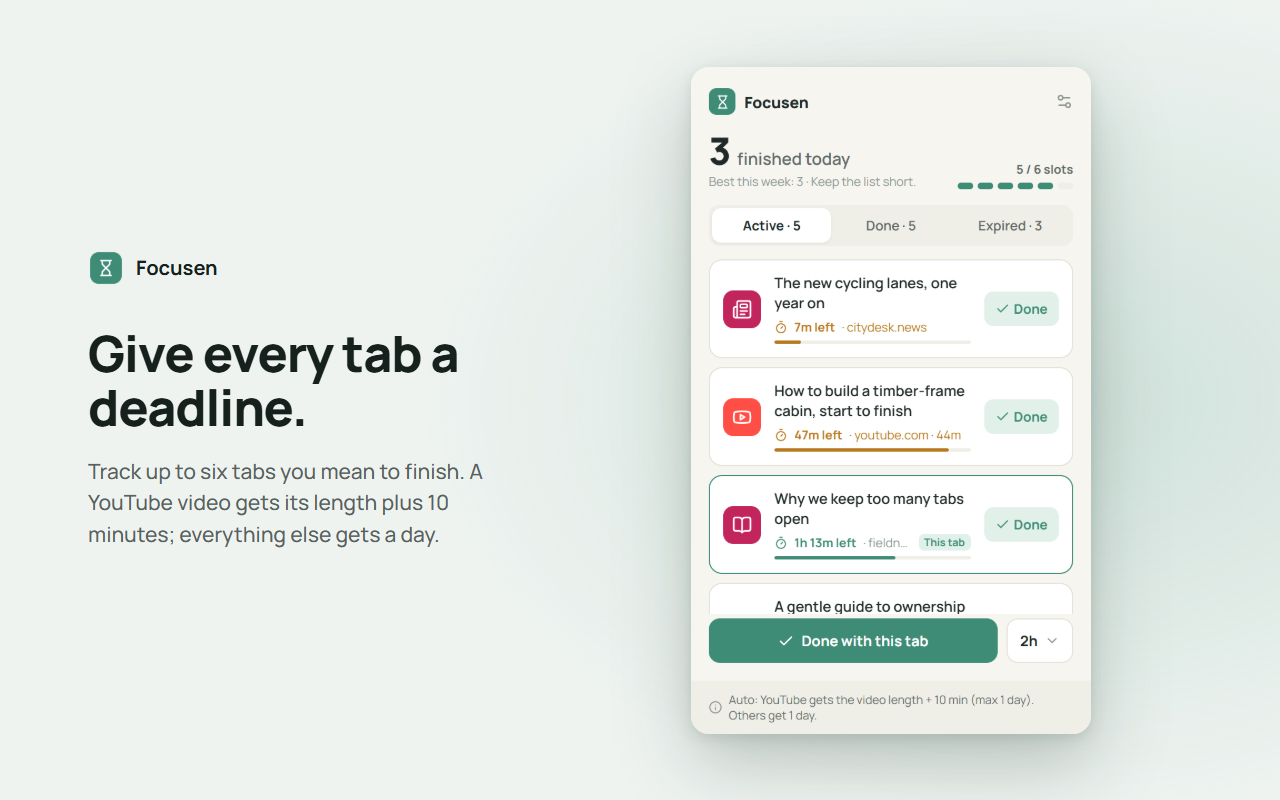 Focusen
Give every tab a
deadline.
Track up to six tabs you mean to finish. A
YouTube video gets its length plus 10
minutes; everything else gets a day.
Focusen
3 finished today
Best this week: 3 · Keep the list short.
5 / 6 slots
Active · 5
Done · 5
Expired · 3
The new cycling lanes, one
year on
7m left · citydesk.news
Done
How to build a timber-frame
cabin, start to finish
47m left · youtube.com · 44m
Done
Why we keep too many tabs
open
1h 13m left · fieldn... This tab
Done
A gentle guide to ownership
Done with this tab
2h
Auto: YouTube gets the video length + 10 min (max 1 day).
Others get 1 day.